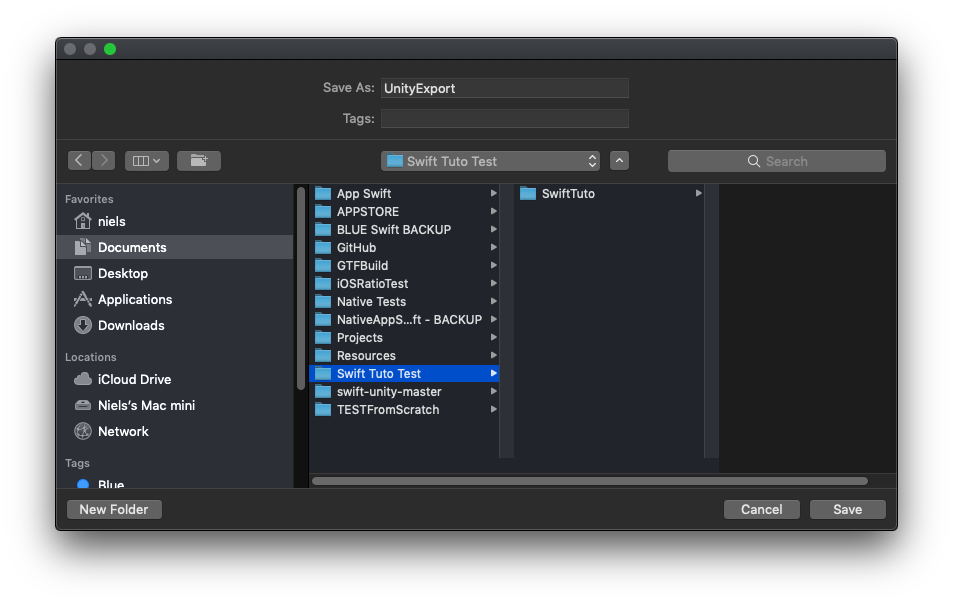 Save As: UnityExport
Tags:
Swift Tuto Test
Search
Favorites
niels
Documents
Desktop
Applications
Downloads
Locations
iCloud Drive
Niels's Mac mini
Network
Tags
Blue
App Swift
APPSTORE
BLUE Swift BACKUP
GitHub
GTFBuild
iOSRatioTest
Native Tests
NativeAppS...ft - BACKUP
Projects
Resources
Swift Tuto Test
swift-unity-master
TESTFromScratch
SwiftTuto
New Folder
Cancel
Save